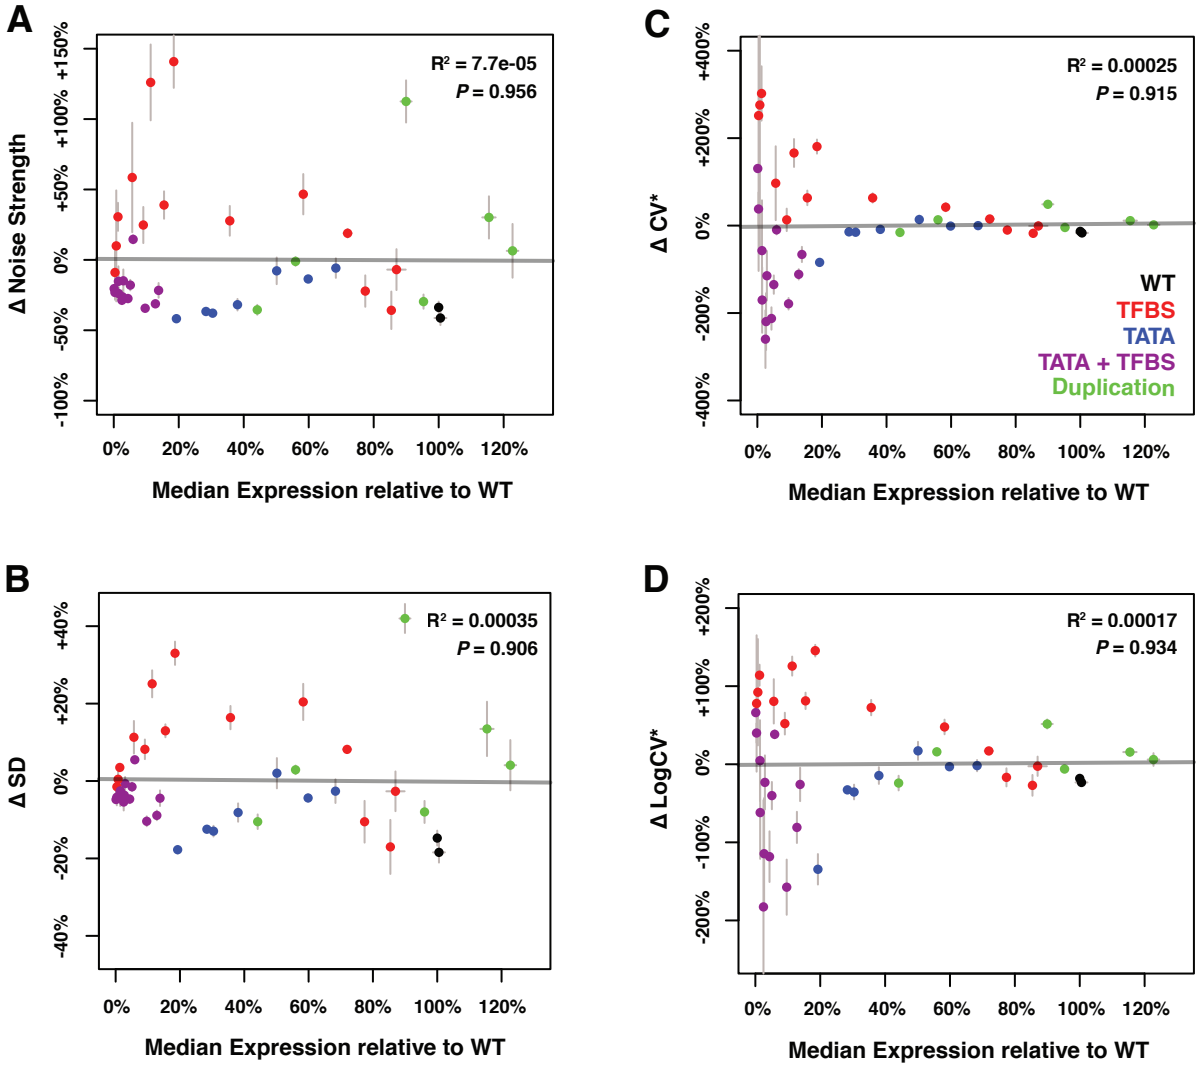 A
R² = 7.7e-05
P = 0.956
Δ Noise Strength
+150%
+100%
+50%
0%
-50%
-100%
0% 20% 40% 60% 80% 100% 120%
Median Expression relative to WT
C
R² = 0.00025
P = 0.915
Δ CV*
+400%
+200%
0%
-200%
-400%
WT
TFBS
TATA
TATA + TFBS
Duplication
0% 20% 40% 60% 80% 100% 120%
Median Expression relative to WT
B
R² = 0.00035
P = 0.906
Δ SD
+40%
+20%
0%
-20%
-40%
0% 20% 40% 60% 80% 100% 120%
Median Expression relative to WT
D
R² = 0.00017
P = 0.934
Δ LogCV*
+200%
+100%
0%
-100%
-200%
0% 20% 40% 60% 80% 100% 120%
Median Expression relative to WT